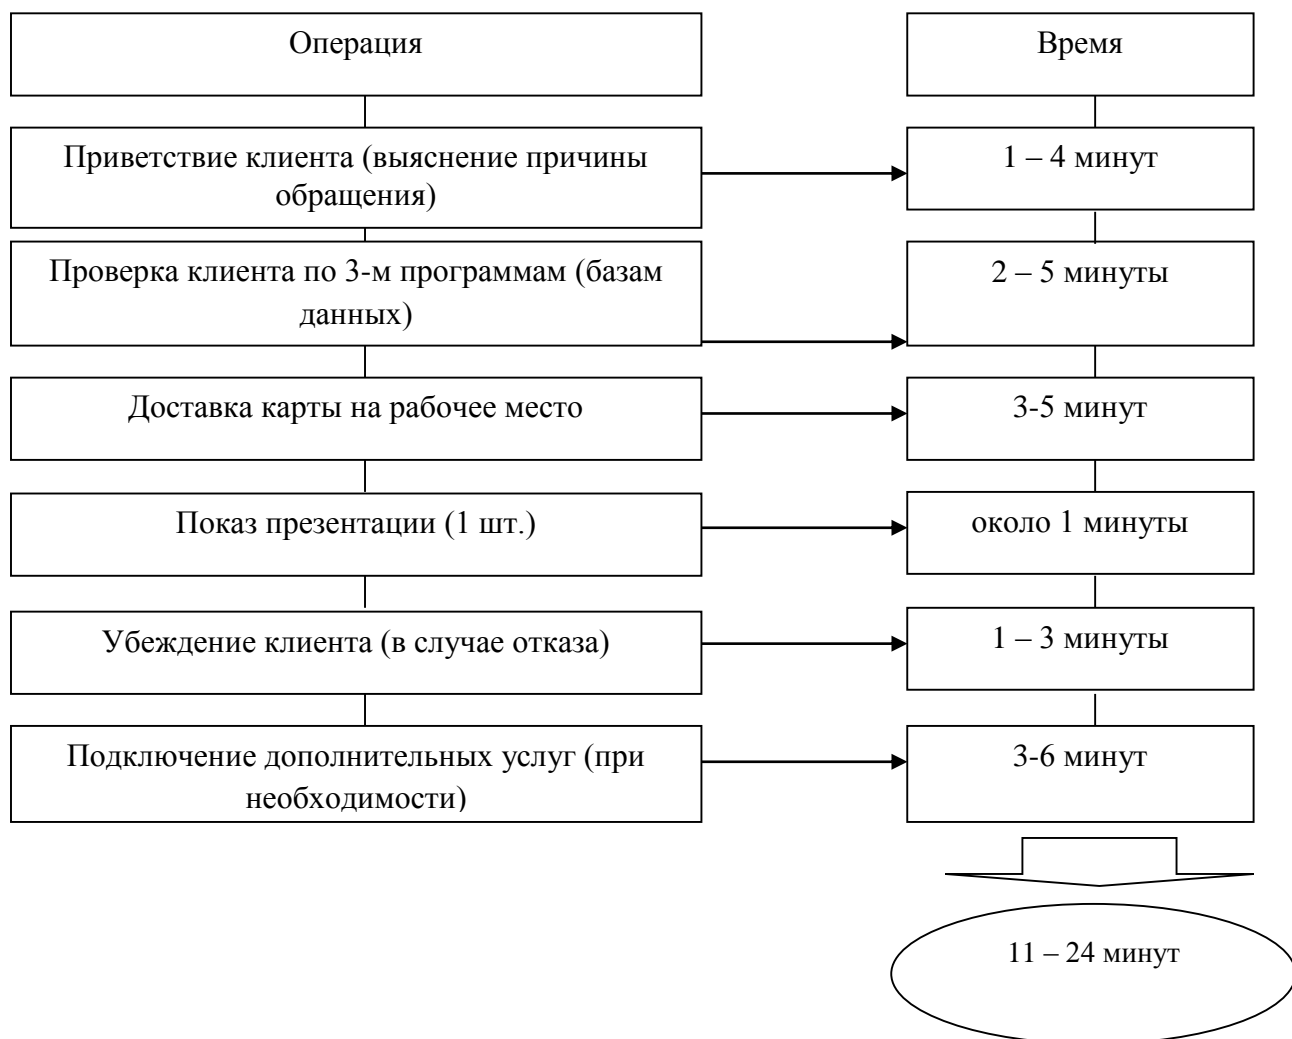 Операция
Время
Приветствие клиента (выяснение причины
обращения)
1 – 4 минут
Проверка клиента по 3-м программам (базам
данных)
2 – 5 минуты
Доставка карты на рабочее место
3-5 минут
Показ презентации (1 шт.)
около 1 минуты
Убеждение клиента (в случае отказа)
1 – 3 минуты
Подключение дополнительных услуг (при
необходимости)
3-6 минут
11 – 24 минут